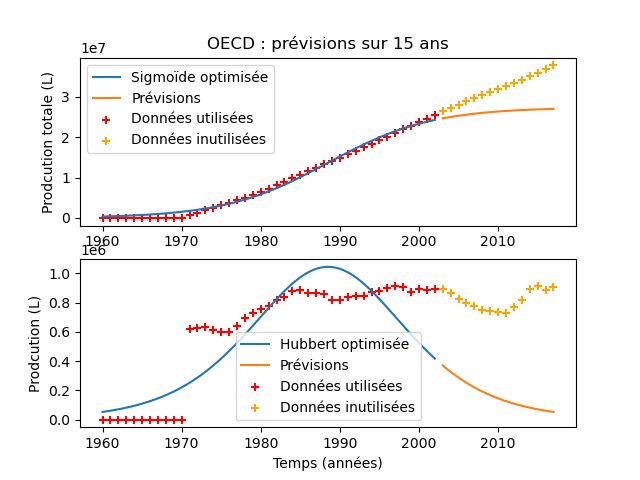 OECD : prévisions sur 15 ans
1e7
Prodcution totale (L)
3
2
1
0
Sigmoïde optimisée
Prévisions
Données utilisées
Données inutilisées
1960 1970 1980 1990 2000 2010
1e6
Prodcution (L)
1.0
0.8
0.6
0.4
0.2
0.0
Hubbert optimisée
Prévisions
Données utilisées
Données inutilisées
1960 1970 1980 1990 2000 2010
Temps (années)